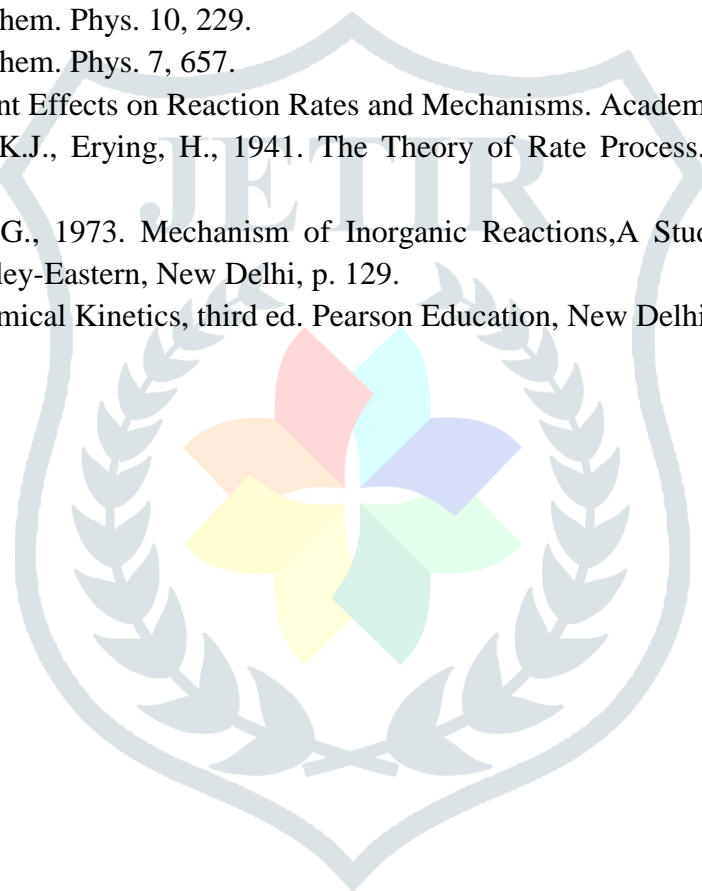 hem. Phys. 10, 229.
hem. Phys. 7, 657.
nt Effects on Reaction Rates and Mechanisms. Academ
K.J., Erying, H., 1941. The Theory of Rate Process.
JETIR
G., 1973. Mechanism of Inorganic Reactions,A Stud
ley-Eastern, New Delhi, p. 129.
mical Kinetics, third ed. Pearson Education, New Delhi